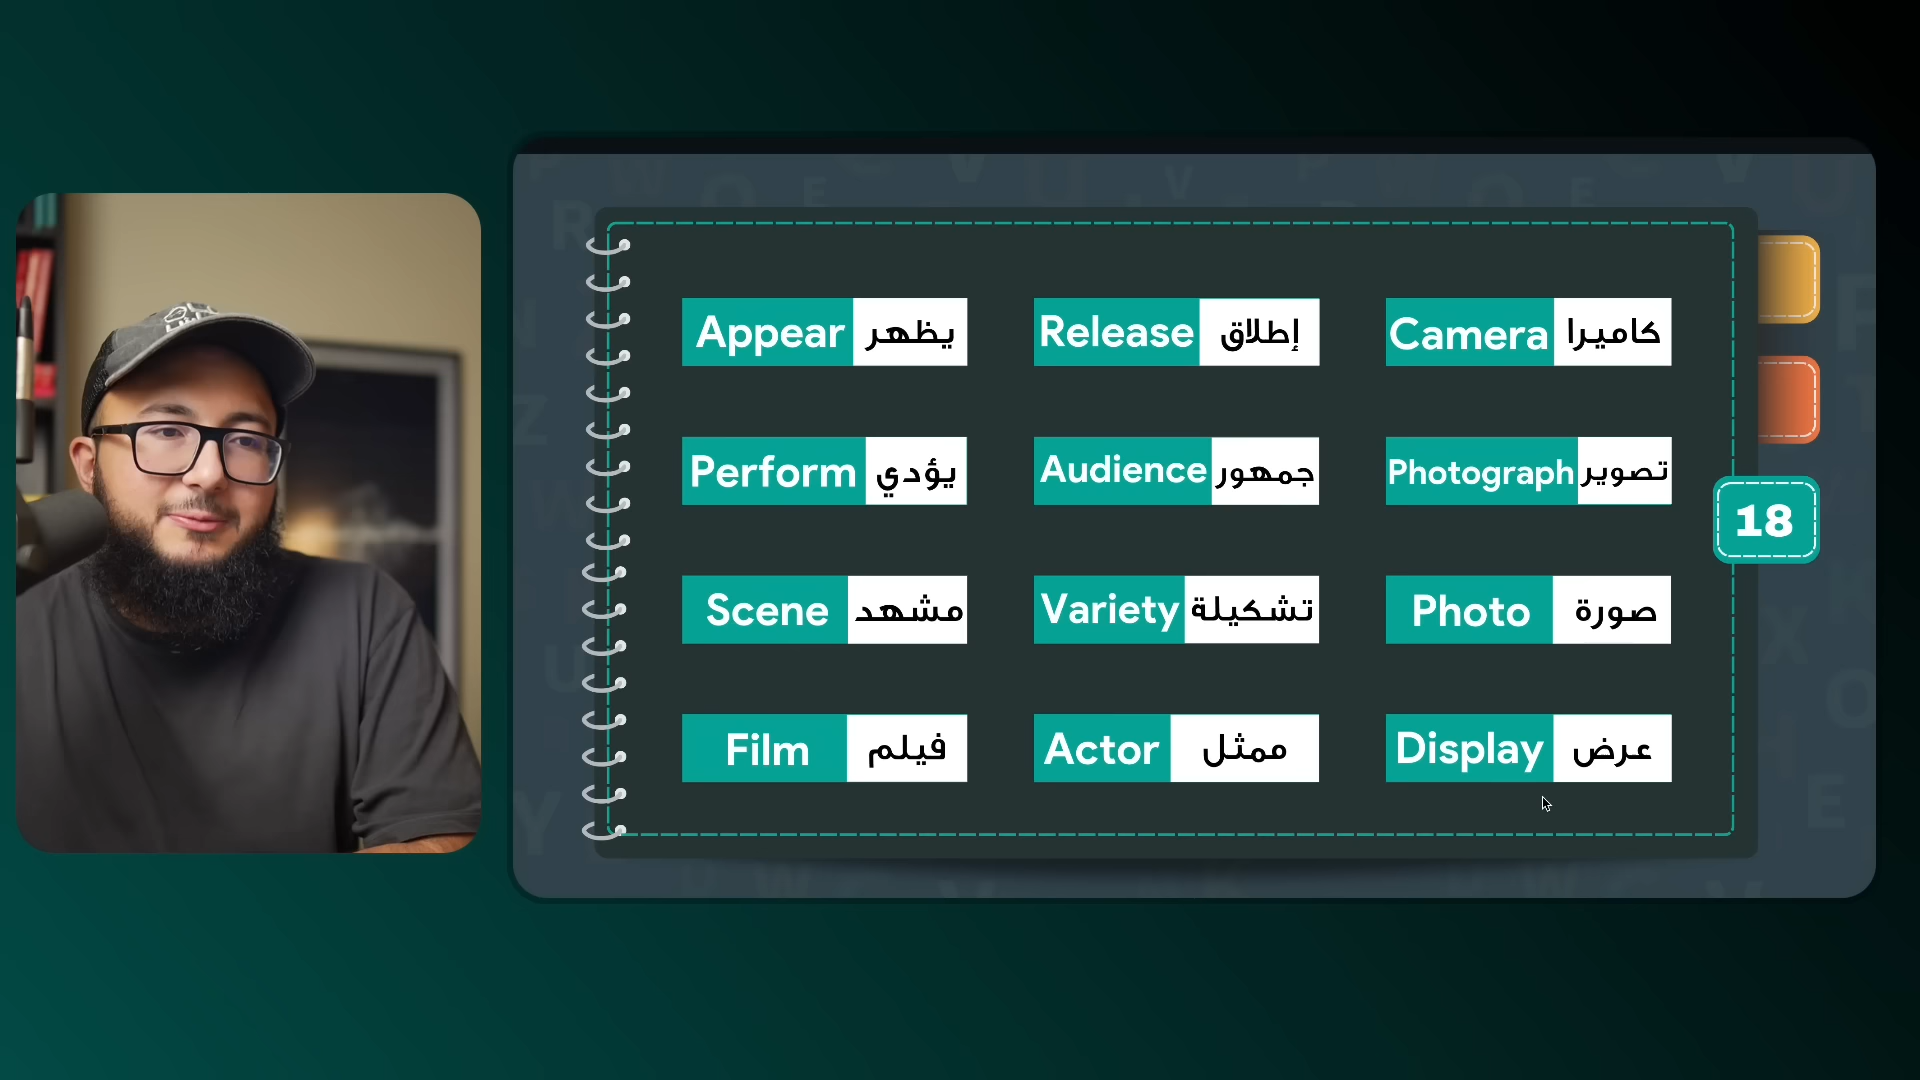 Appear يظهر
Release إطلاق
Camera كاميرا
Perform يؤدي
Audience جمهور
Photograph تصوير
18
Scene مشهد
Variety تشكيلة
Photo صورة
Film فيلم
Actor ممثل
Display عرض